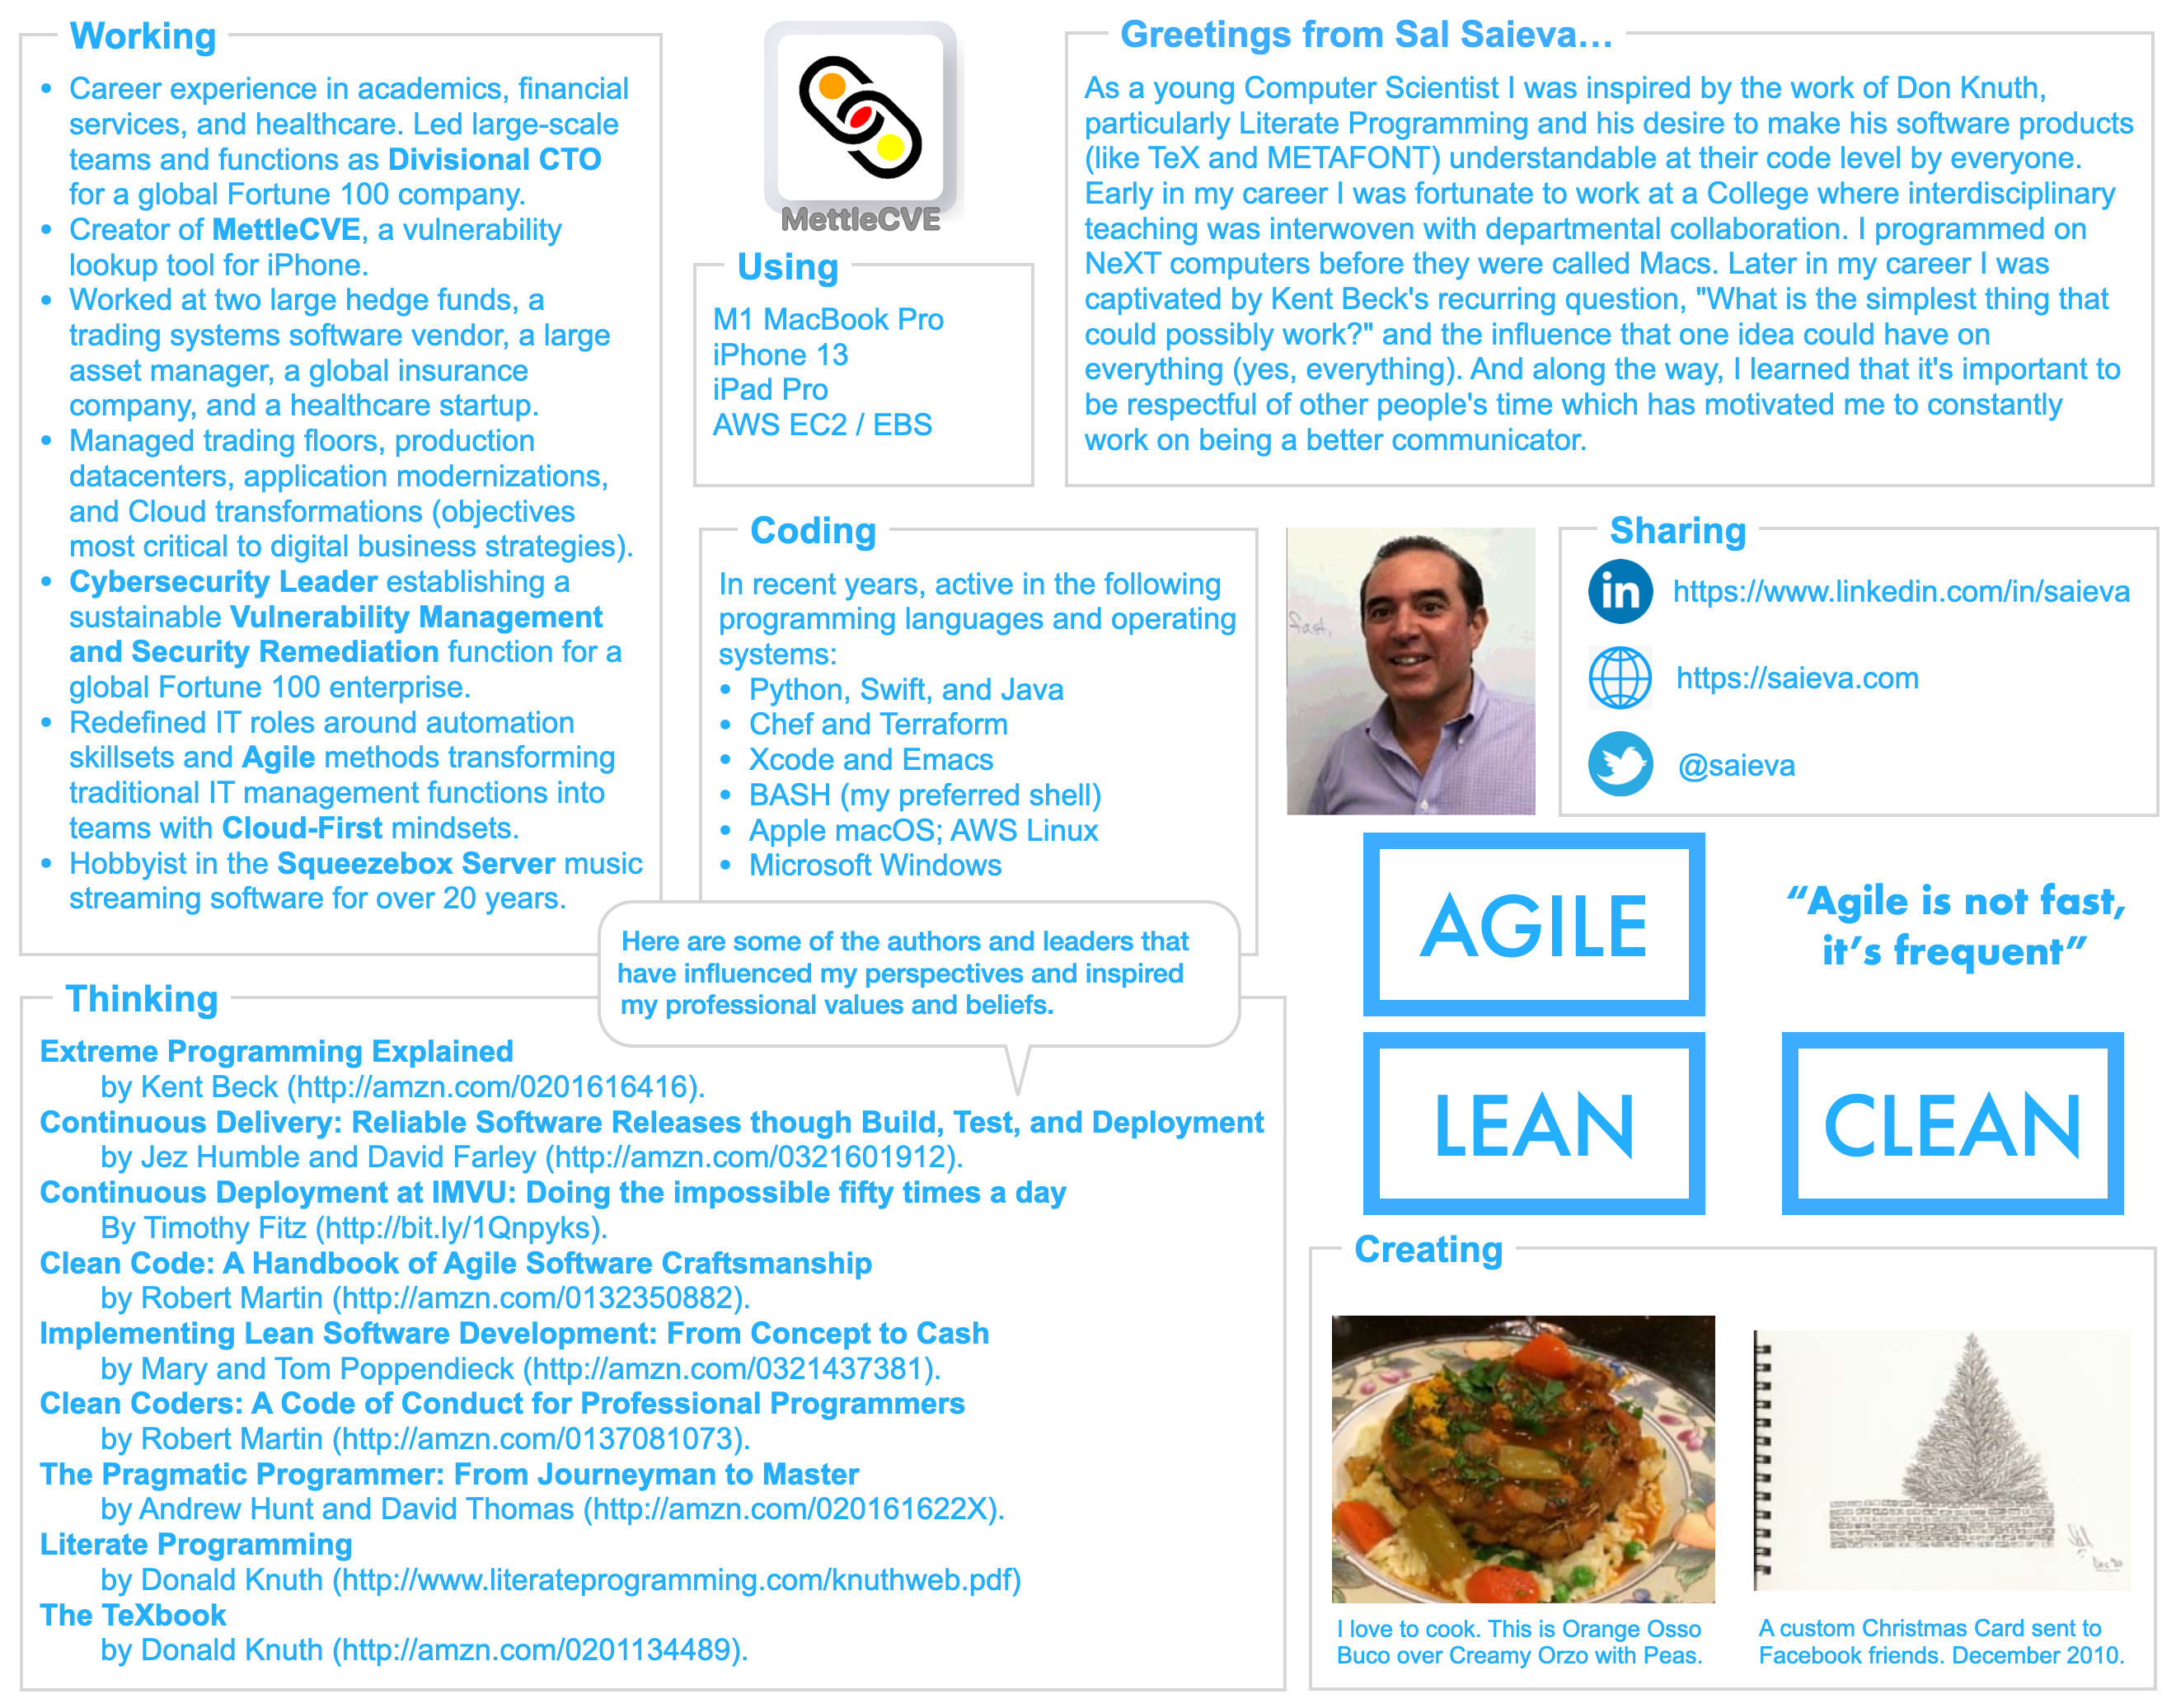 Working
• Career experience in academics, financial
services, and healthcare. Led large-scale
teams and functions as Divisional CTO
for a global Fortune 100 company.
• Creator of MettleCVE, a vulnerability
lookup tool for iPhone.
• Worked at two large hedge funds, a
trading systems software vendor, a large
asset manager, a global insurance
company, and a healthcare startup.
• Managed trading floors, production
datacenters, application modernizations,
and Cloud transformations (objectives
most critical to digital business strategies).
• Cybersecurity Leader establishing a
sustainable Vulnerability Management
and Security Remediation function for a
global Fortune 100 enterprise.
• Redefined IT roles around automation
skillsets and Agile methods transforming
traditional IT management functions into
teams with Cloud-First mindsets.
• Hobbyist in the Squeezebox Server music
streaming software for over 20 years.
MettleCVE
Using
M1 MacBook Pro
iPhone 13
iPad Pro
AWS EC2 / EBS
Greetings from Sal Saieva…
As a young Computer Scientist I was inspired by the work of Don Knuth,
particularly Literate Programming and his desire to make his software products
(like TeX and METAFONT) understandable at their code level by everyone.
Early in my career I was fortunate to work at a College where interdisciplinary
teaching was interwoven with departmental collaboration. I programmed on
NeXT computers before they were called Macs. Later in my career I was
captivated by Kent Beck's recurring question, "What is the simplest thing that
could possibly work?" and the influence that one idea could have on
everything (yes, everything). And along the way, I learned that it's important to
be respectful of other people's time which has motivated me to constantly
work on being a better communicator.
Coding
In recent years, active in the following
programming languages and operating
systems:
• Python, Swift, and Java
• Chef and Terraform
• Xcode and Emacs
• BASH (my preferred shell)
• Apple macOS; AWS Linux
• Microsoft Windows
fast,
Sharing
in https://www.linkedin.com/in/saieva
https://saieva.com
@saieva
AGILE
“Agile is not fast,
it’s frequent”
LEAN
CLEAN
Here are some of the authors and leaders that
have influenced my perspectives and inspired
my professional values and beliefs.
Thinking
Extreme Programming Explained
by Kent Beck (http://amzn.com/0201616416).
Continuous Delivery: Reliable Software Releases though Build, Test, and Deployment
by Jez Humble and David Farley (http://amzn.com/0321601912).
Continuous Deployment at IMVU: Doing the impossible fifty times a day
By Timothy Fitz (http://bit.ly/1Qnpyks).
Clean Code: A Handbook of Agile Software Craftsmanship
by Robert Martin (http://amzn.com/0132350882).
Implementing Lean Software Development: From Concept to Cash
by Mary and Tom Poppendieck (http://amzn.com/0321437381).
Clean Coders: A Code of Conduct for Professional Programmers
by Robert Martin (http://amzn.com/0137081073).
The Pragmatic Programmer: From Journeyman to Master
by Andrew Hunt and David Thomas (http://amzn.com/020161622X).
Literate Programming
by Donald Knuth (http://www.literateprogramming.com/knuthweb.pdf)
The TeXbook
by Donald Knuth (http://amzn.com/0201134489).
Creating
Sal
I love to cook. This is Orange Osso
Buco over Creamy Orzo with Peas.
A custom Christmas Card sent to
Facebook friends. December 2010.